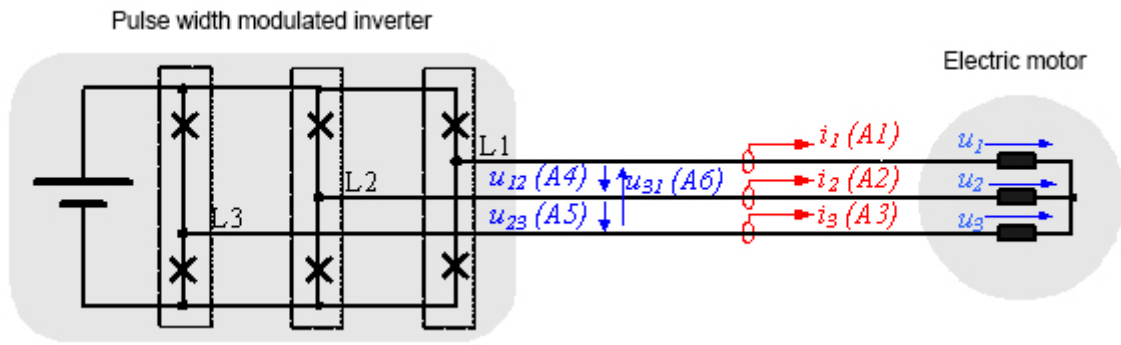 Pulse width modulated inverter
Electric motor
L1
i1 (A1)
u1
L2
u12 (A4)
u31 (A6)
i2 (A2)
u2
L3
u23 (A5)
i3 (A3)
u3